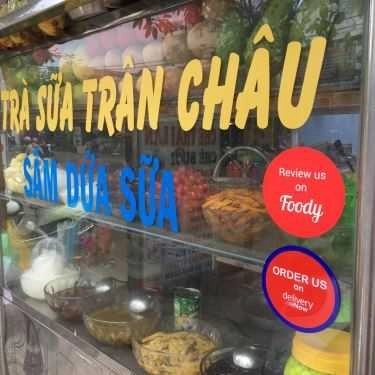 TRÀ SỮA TRÂN CHÂU
SÂM DỨA SỮA
Review us
on
Foody
ORDER US
on
delivery
Now